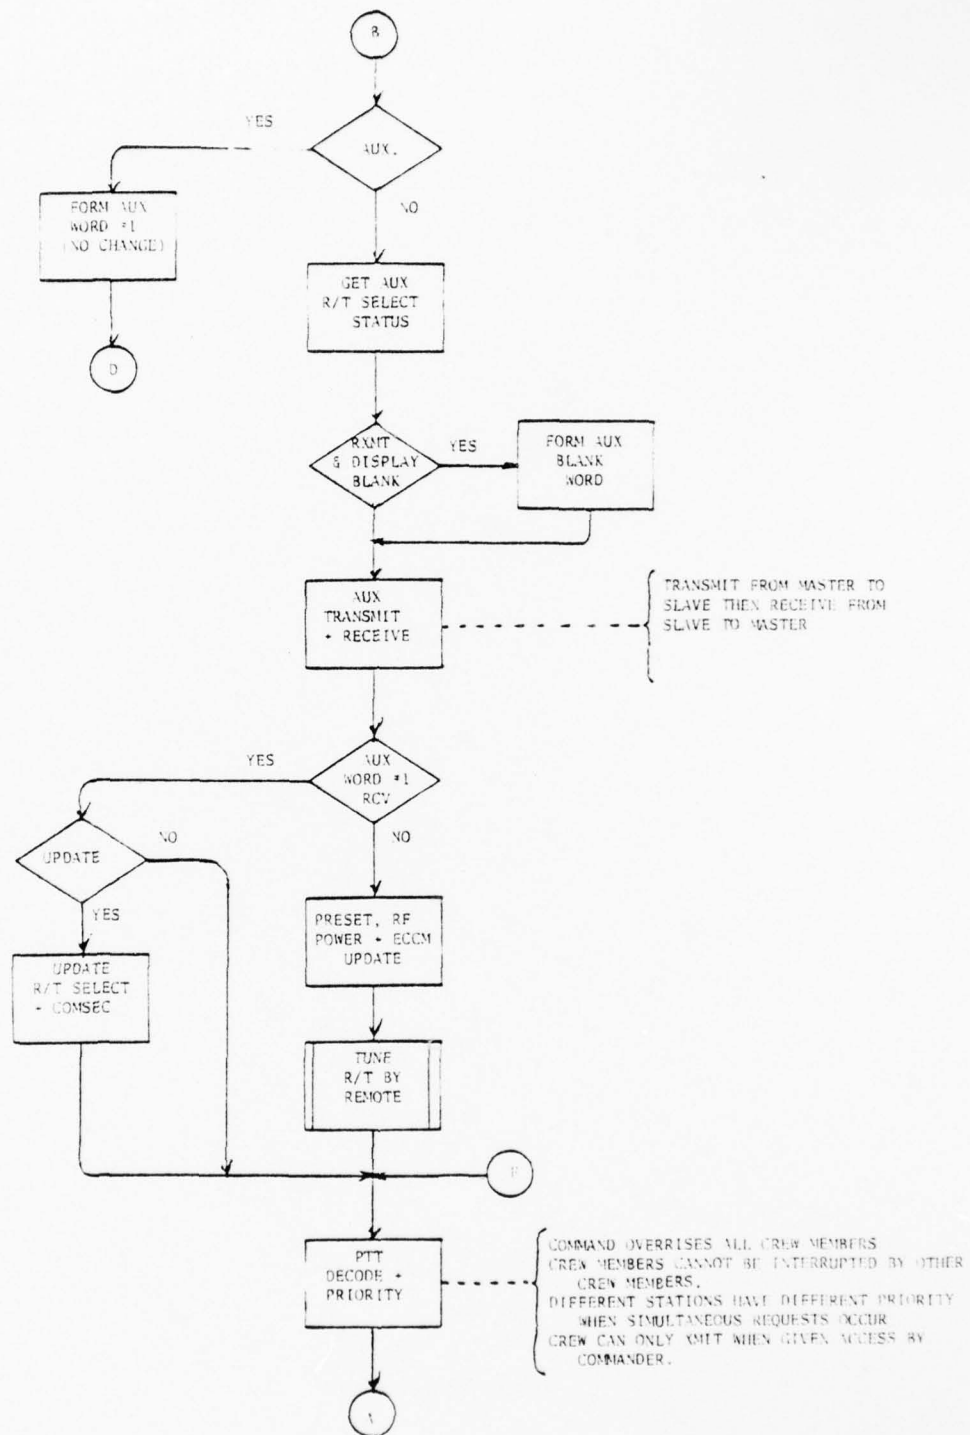 B
YES
AUX.
NO
FORM AUX
WORD #1
(NO CHANGE)
D
GET AUX
R/T SELECT
STATUS
RXMT
& DISPLAY
BLANK
YES
FORM AUX
BLANK
WORD
AUX
TRANSMIT
+ RECEIVE
TRANSMIT FROM MASTER TO
SLAVE THEN RECEIVE FROM
SLAVE TO MASTER
YES
AUX
WORD #1
RCV
NO
UPDATE
NO
YES
UPDATE
R/T SELECT
+ COMSEC
PRESET, RF
POWER + ECCM
UPDATE
TUNE
R/T BY
REMOTE
PTT
DECODE +
PRIORITY
COMMAND OVERRISES ALL CREW MEMBERS
CREW MEMBERS CANNOT BE INTERRUPTED BY OTHER
CREW MEMBERS.
DIFFERENT STATIONS HAVE DIFFERENT PRIORITY
WHEN SIMULTANEOUS REQUESTS OCCUR
CREW CAN ONLY XMIT WHEN GIVEN ACCESS BY
COMMANDER.
A